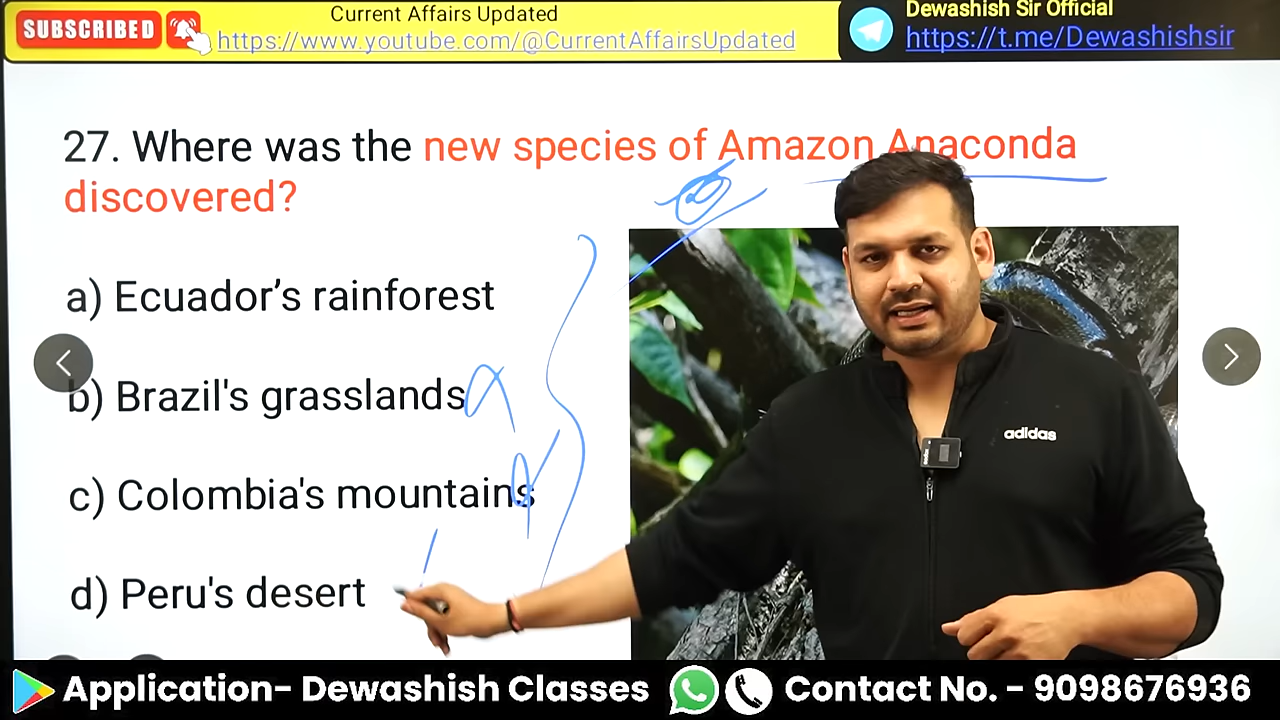 SUBSCRIBED
Current Affairs Updated
https://www.youtube.com/@CurrentAffairsUpdated
Dewashish Sir Official
https://t.me/Dewashishsir
27. Where was the new species of Amazon Anaconda
discovered?
a) Ecuador’s rainforest
b) Brazil's grasslands
c) Colombia's mountains
d) Peru's desert
adidas
Application- Dewashish Classes
Contact No. - 9098676936